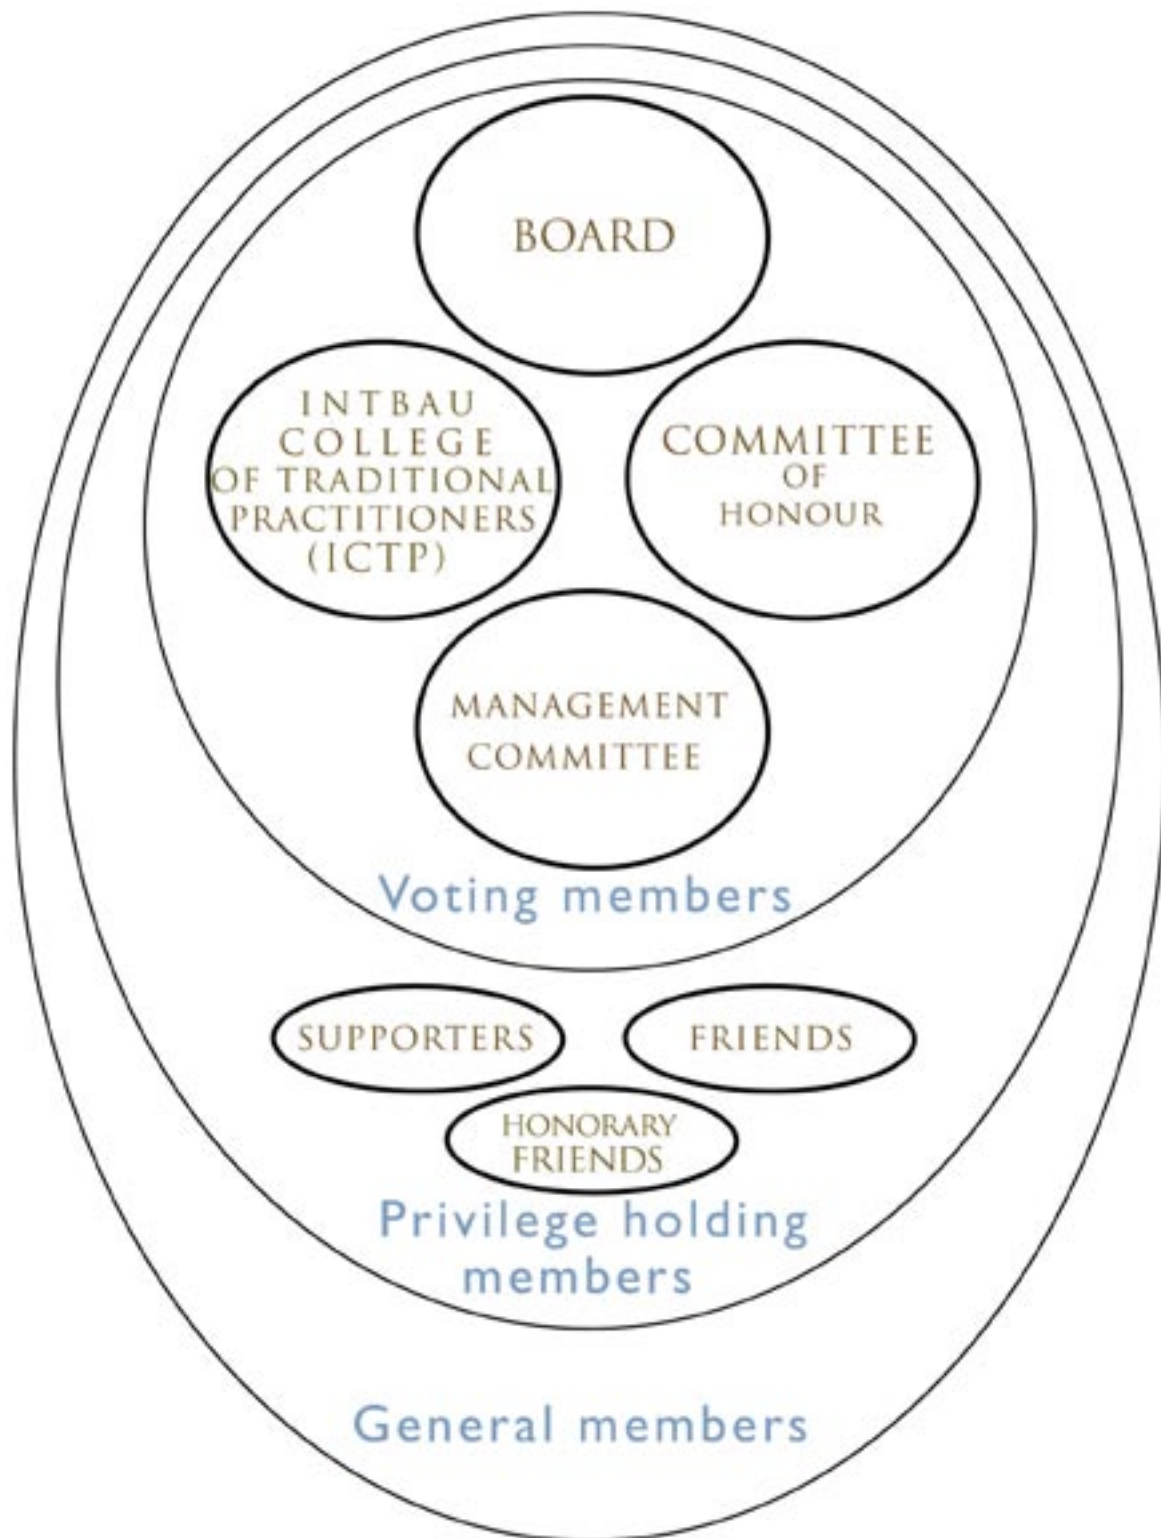 BOARD
INTBAU
COLLEGE
OF TRADITIONAL
PRACTITIONERS
(ICTP)
COMMITTEE
OF
HONOUR
MANAGEMENT
COMMITTEE
Voting members
SUPPORTERS
FRIENDS
HONORARY
FRIENDS
Privilege holding
members
General members